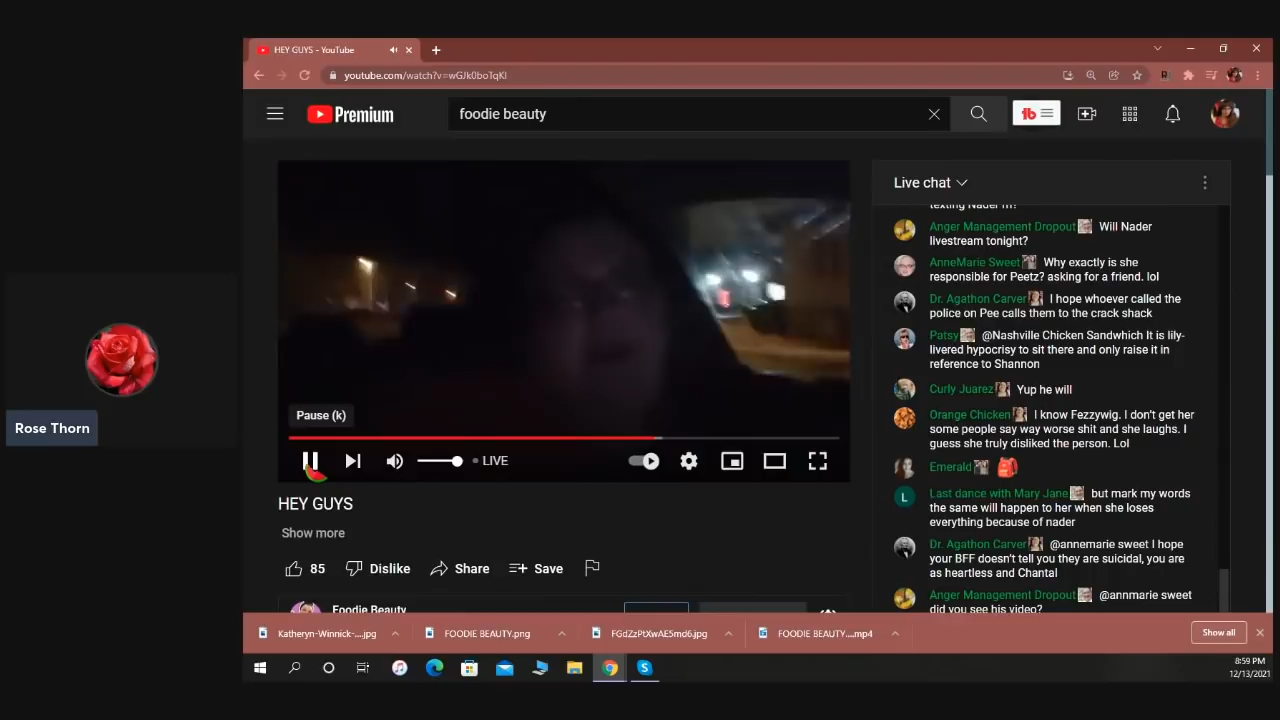 HEY GUYS - YouTube
youtube.com/watch?v=wGJk0boTqKI
Premium
foodie beauty
Live chat
texting Nader rn?
Anger Management Dropout Will Nader
livestream tonight?
AnneMarie Sweet Why exactly is she
responsible for Peetz? asking for a friend. lol
Dr. Agathon Carver I hope whoever called the
police on Pee calls them to the crack shack
Patsy @Nashville Chicken Sandwhich It is lily-
livered hypocrisy to sit there and only raise it in
reference to Shannon
Curly Juarez Yup he will
Orange Chicken I know Fezzywig. I don't get her
some people say way worse shit and she laughs. I
guess she truly disliked the person. Lol
Emerald
L
Last dance with Mary Jane but mark my words
the same will happen to her when she loses
everything because of nader
Dr. Agathon Carver @annemarie sweet I hope
your BFF doesn't tell you they are suicidal, you are
as heartless and Chantal
Anger Management Dropout @annmarie sweet
did you see his video?
Pause (k)
LIVE
HEY GUYS
Show more
85
Dislike
Share
Save
Foodie Beauty
Rose Thorn
Katheryn-Winnick-....jpg
FOODIE BEAUTY.png
FGdZzPtXwAE5md6.jpg
FOODIE BEAUTY....mp4
Show all
8:59 PM
12/13/2021